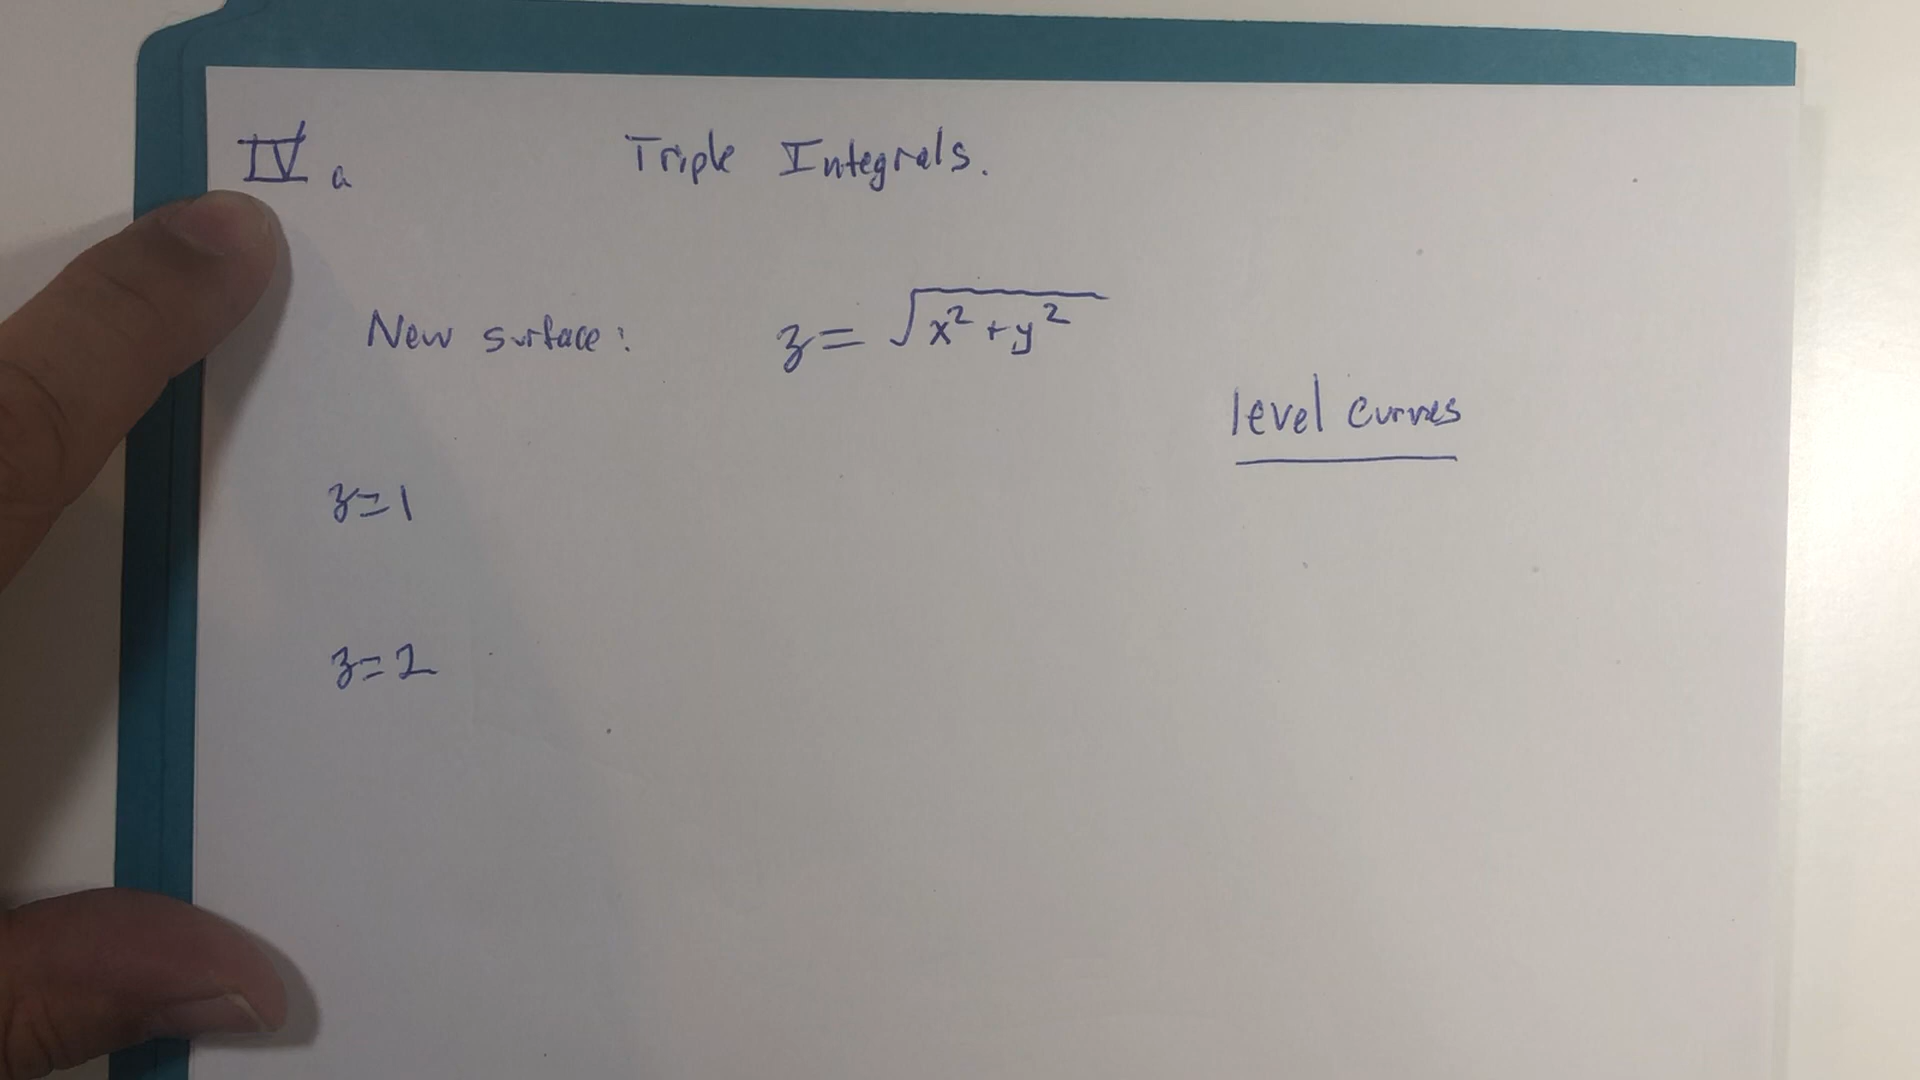 IV a Triple Integrals.
New surface: z = √x² + y²
level curves
z=1
z=2